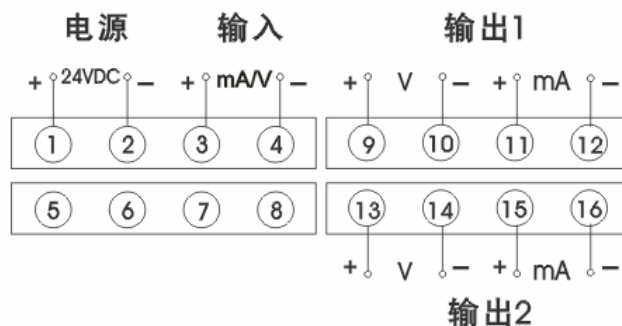 电源 输入 输出1
+ 24VDC − + mA/V − + V − + mA −
1 2 3 4 9 10 11 12
5 6 7 8 13 14 15 16
+ V − + mA −
输出2